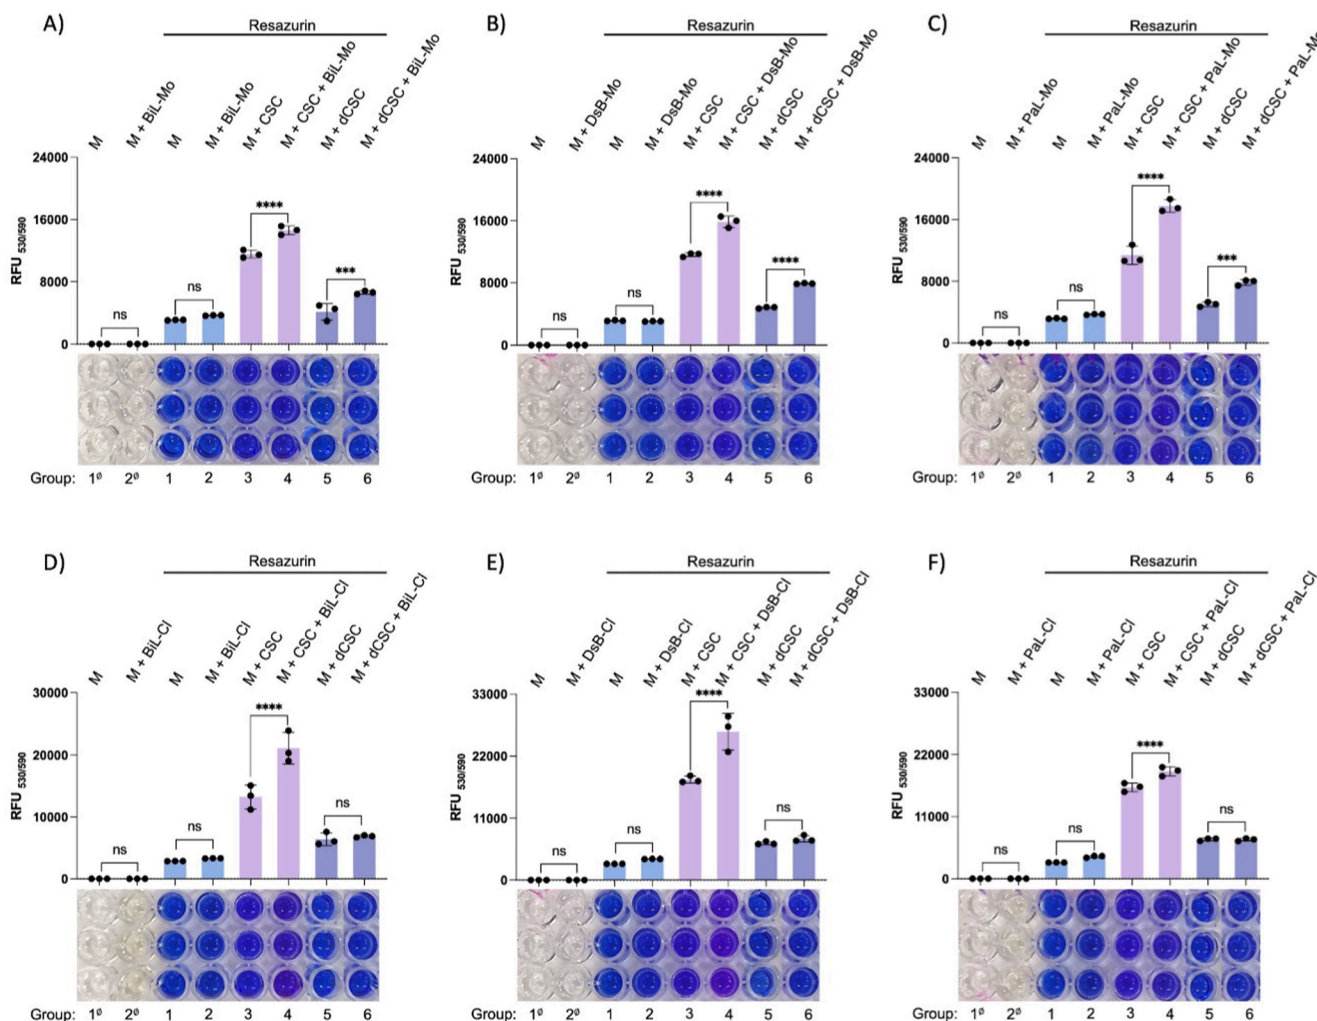 A)
Resazurin
M
M + BiL-Mo
M
M + BiL-Mo
M + CSC
M + CSC + BiL-Mo
M + dCSC
M + dCSC + BiL-Mo
24000
16000
8000
0
RFU 530/590
ns
ns
****
***
Group: 1ø 2ø 1 2 3 4 5 6
B)
Resazurin
M
M + DsB-Mo
M
M + DsB-Mo
M + CSC
M + CSC + DsB-Mo
M + dCSC
M + dCSC + DsB-Mo
24000
16000
8000
0
RFU 530/590
ns
ns
****
****
Group: 1ø 2ø 1 2 3 4 5 6
C)
Resazurin
M
M + PaL-Mo
M
M + PaL-Mo
M + CSC
M + CSC + PaL-Mo
M + dCSC
M + dCSC + PaL-Mo
24000
16000
8000
0
RFU 530/590
ns
ns
****
***
Group: 1ø 2ø 1 2 3 4 5 6
D)
Resazurin
M
M + BiL-Cl
M
M + BiL-Cl
M + CSC
M + CSC + BiL-Cl
M + dCSC
M + dCSC + BiL-Cl
30000
20000
10000
0
RFU 530/590
ns
ns
****
ns
Group: 1ø 2ø 1 2 3 4 5 6
E)
Resazurin
M
M + DsB-Cl
M
M + DsB-Cl
M + CSC
M + CSC + DsB-Cl
M + dCSC
M + dCSC + DsB-Cl
33000
22000
11000
0
RFU 530/590
ns
ns
****
ns
Group: 1ø 2ø 1 2 3 4 5 6
F)
Resazurin
M
M + PaL-Cl
M
M + PaL-Cl
M + CSC
M + CSC + PaL-Cl
M + dCSC
M + dCSC + PaL-Cl
33000
22000
11000
0
RFU 530/590
ns
ns
****
ns
Group: 1ø 2ø 1 2 3 4 5 6